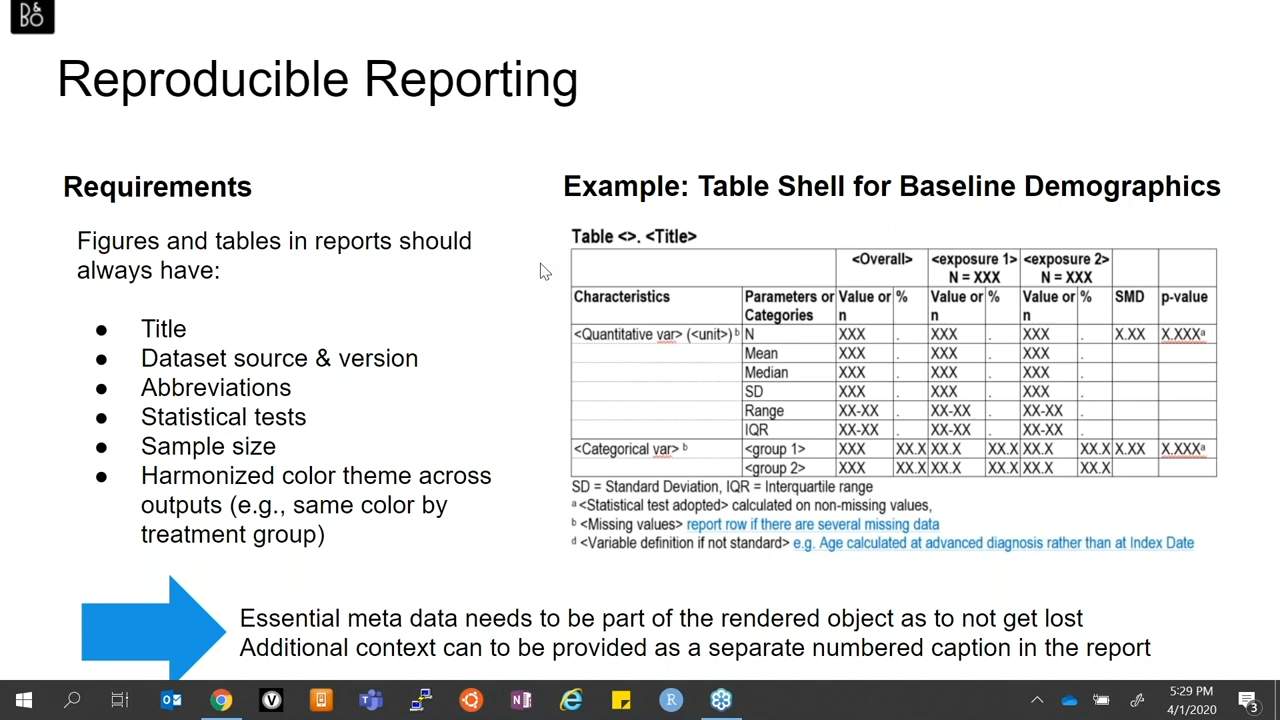 B&O
Reproducible Reporting
Requirements
Figures and tables in reports should
always have:
● Title
● Dataset source & version
● Abbreviations
● Statistical tests
● Sample size
● Harmonized color theme across
outputs (e.g., same color by
treatment group)
Example: Table Shell for Baseline Demographics
Table <>. <Title>
<Overall> <exposure 1> <exposure 2>
N = XXX N = XXX
Characteristics Parameters or Value or % Value or % Value or % SMD p-value
Categories n n n
<Quantitative var> (<unit>) b N XXX . XXX . XXX . X.XX X.XXXa
Mean XXX . XXX . XXX .
Median XXX . XXX . XXX .
SD XXX . XXX . XXX .
Range XX-XX . XX-XX . XX-XX .
IQR XX-XX . XX-XX . XX-XX .
<Categorical var> b <group 1> XXX XX.X XX.X XX.X XX.X XX.X X.XX X.XXXa
<group 2> XXX XX.X XX.X XX.X XX.X XX.X
SD = Standard Deviation, IQR = Interquartile range
a <Statistical test adopted> calculated on non-missing values,
b <Missing values> report row if there are several missing data
d <Variable definition if not standard> e.g. Age calculated at advanced diagnosis rather than at Index Date
Essential meta data needs to be part of the rendered object as to not get lost
Additional context can to be provided as a separate numbered caption in the report
5:29 PM
4/1/2020
3